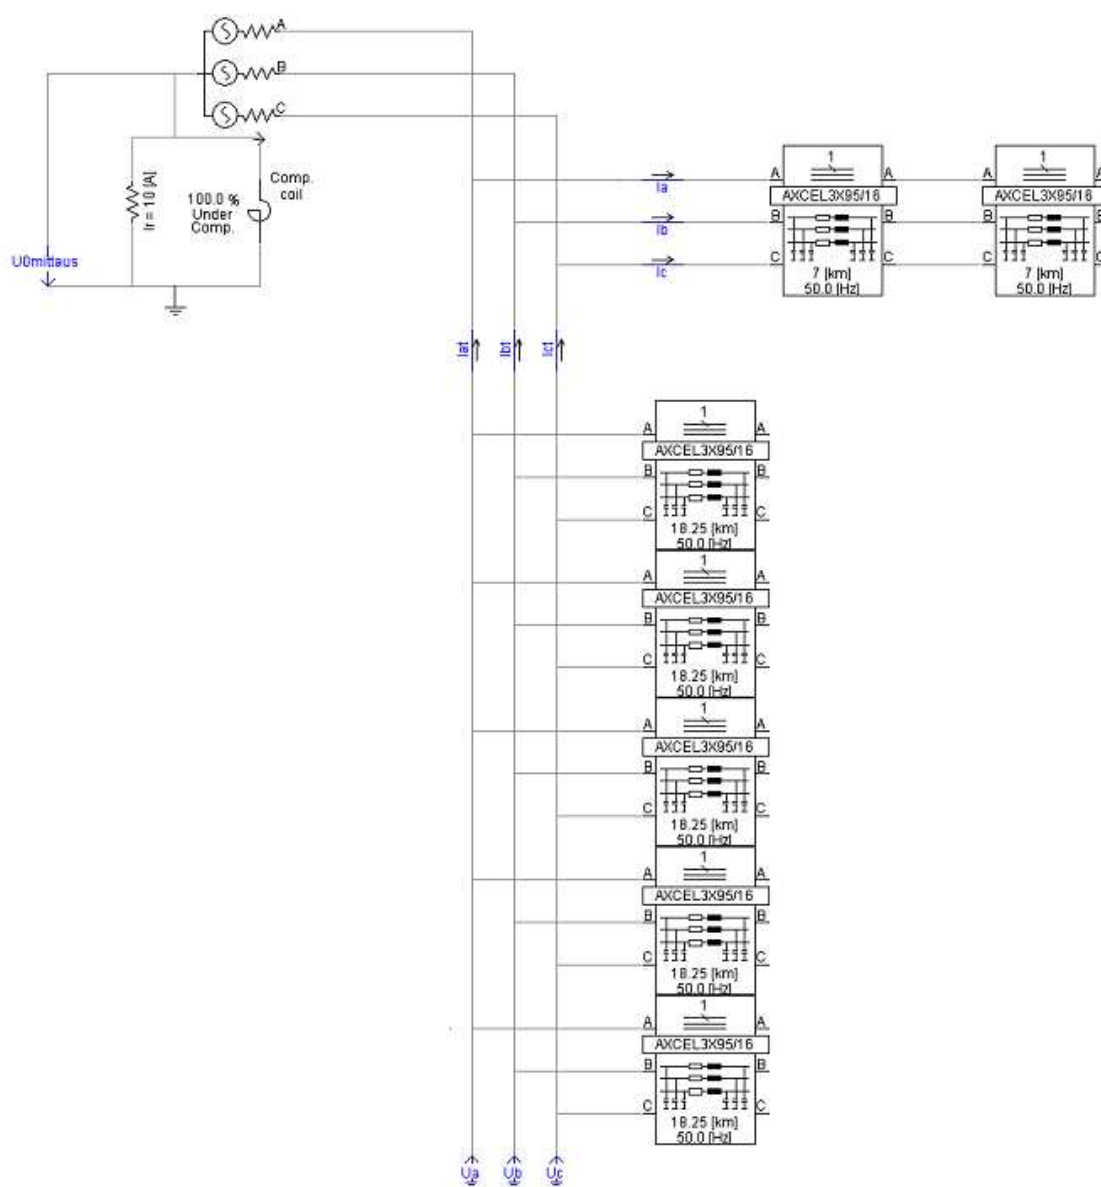 A
B
C
Ir = 10 [A]
100.0 %
Under
Comp.
Comp.
coil
U0mittaus
Ia
Ib
Ic
A 1 A
AXCEL3X95/16
B B
C C
7 [km]
50.0 [Hz]
A 1 A
AXCEL3X95/16
B B
C C
7 [km]
50.0 [Hz]
Iat
Ibt
Ict
A 1 A
AXCEL3X95/16
B B
C C
18.25 [km]
50.0 [Hz]
A 1 A
AXCEL3X95/16
B B
C C
18.25 [km]
50.0 [Hz]
A 1 A
AXCEL3X95/16
B B
C C
18.25 [km]
50.0 [Hz]
A 1 A
AXCEL3X95/16
B B
C C
18.25 [km]
50.0 [Hz]
A 1 A
AXCEL3X95/16
B B
C C
18.25 [km]
50.0 [Hz]
Ua
Ub
Uc